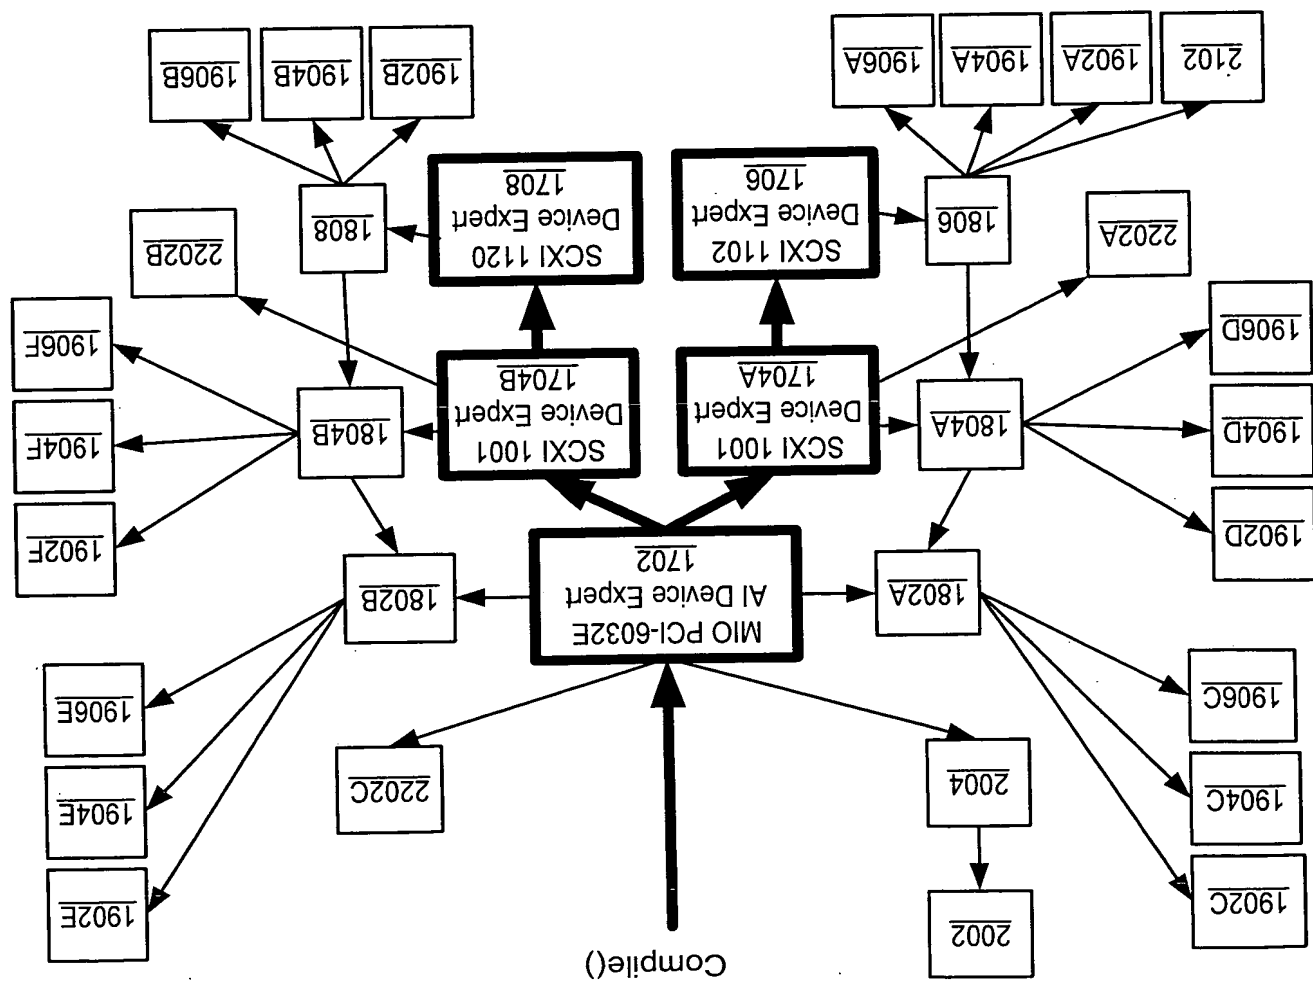 Compile()
1902C
2002
1902E
1904C
2004
2202C
1904E
1906C
1906E
MIO PCI-6032E
AI Device Expert
1702
1802A
1802B
1902D
1902F
1904D
1804A
SCXI 1001
Device Expert
1704A
SCXI 1001
Device Expert
1704B
1804B
1904F
1906D
1906F
2202A
1806
SCXI 1102
Device Expert
1706
SCXI 1120
Device Expert
1708
1808
2202B
2102
1902A
1904A
1906A
1902B
1904B
1906B